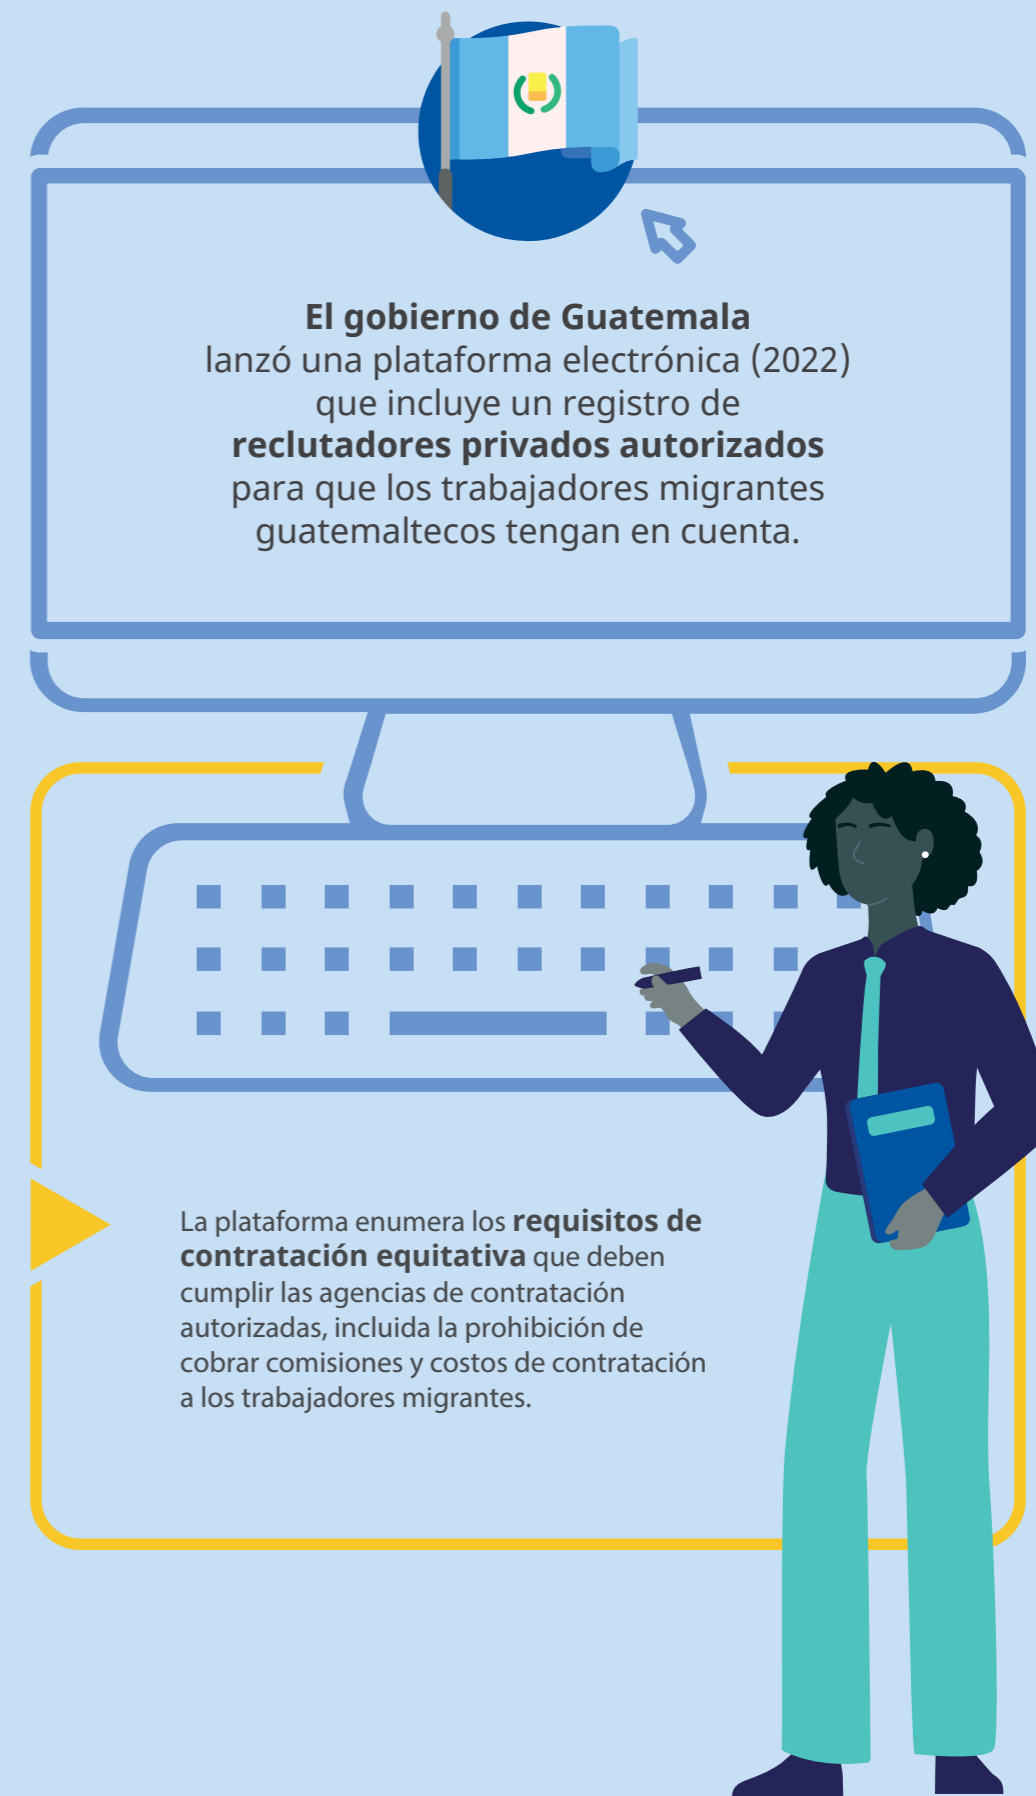 El gobierno de Guatemala
lanzó una plataforma electrónica (2022)
que incluye un registro de
reclutadores privados autorizados
para que los trabajadores migrantes
guatemaltecos tengan en cuenta.
La plataforma enumera los requisitos de
contratación equitativa que deben
cumplir las agencias de contratación
autorizadas, incluida la prohibición de
cobrar comisiones y costos de contratación
a los trabajadores migrantes.